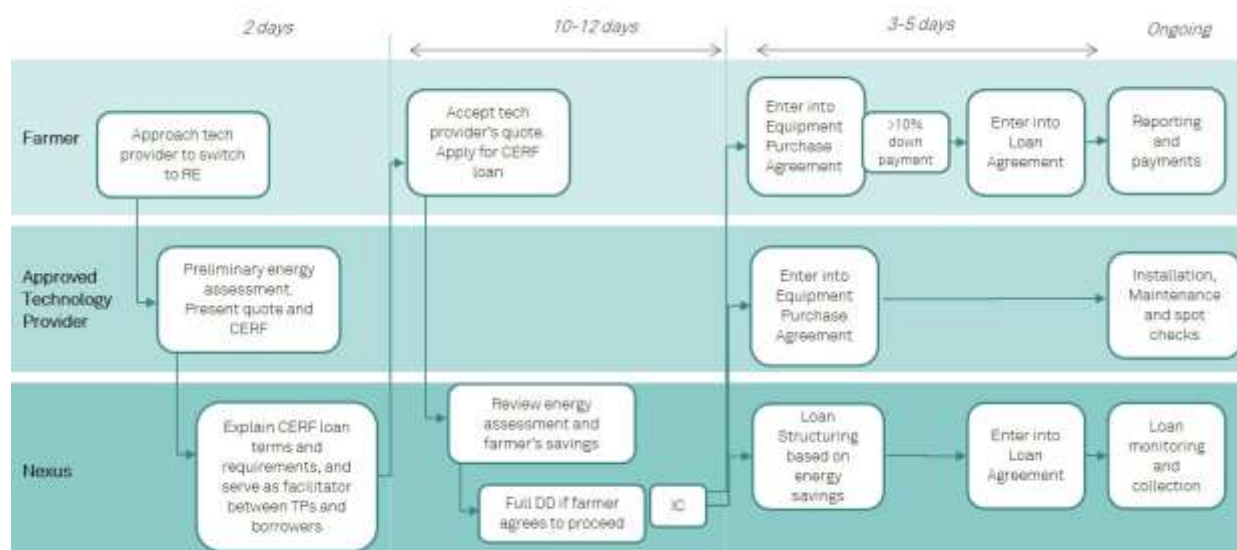 2 days
10-12 days
3-5 days
Ongoing
Farmer
Approach tech
provider to switch
to RE
Accept tech
provider's quote.
Apply for CERF
loan
Enter into
Equipment
Purchase
Agreement
>10%
down
payment
Enter into
Loan
Agreement
Reporting
and
payments
Approved
Technology
Provider
Preliminary energy
assessment.
Present quote and
CERF
Enter into
Equipment
Purchase
Agreement
Installation,
Maintenance
and spot
checks
Nexus
Explain CERF loan
terms and
requirements, and
serve as facilitator
between TPs and
borrowers
Review energy
assessment and
farmer's savings
Full DD if farmer
agrees to proceed
IC
Loan
Structuring
based on
energy
savings
Enter into
Loan
Agreement
Loan
monitoring
and
collection